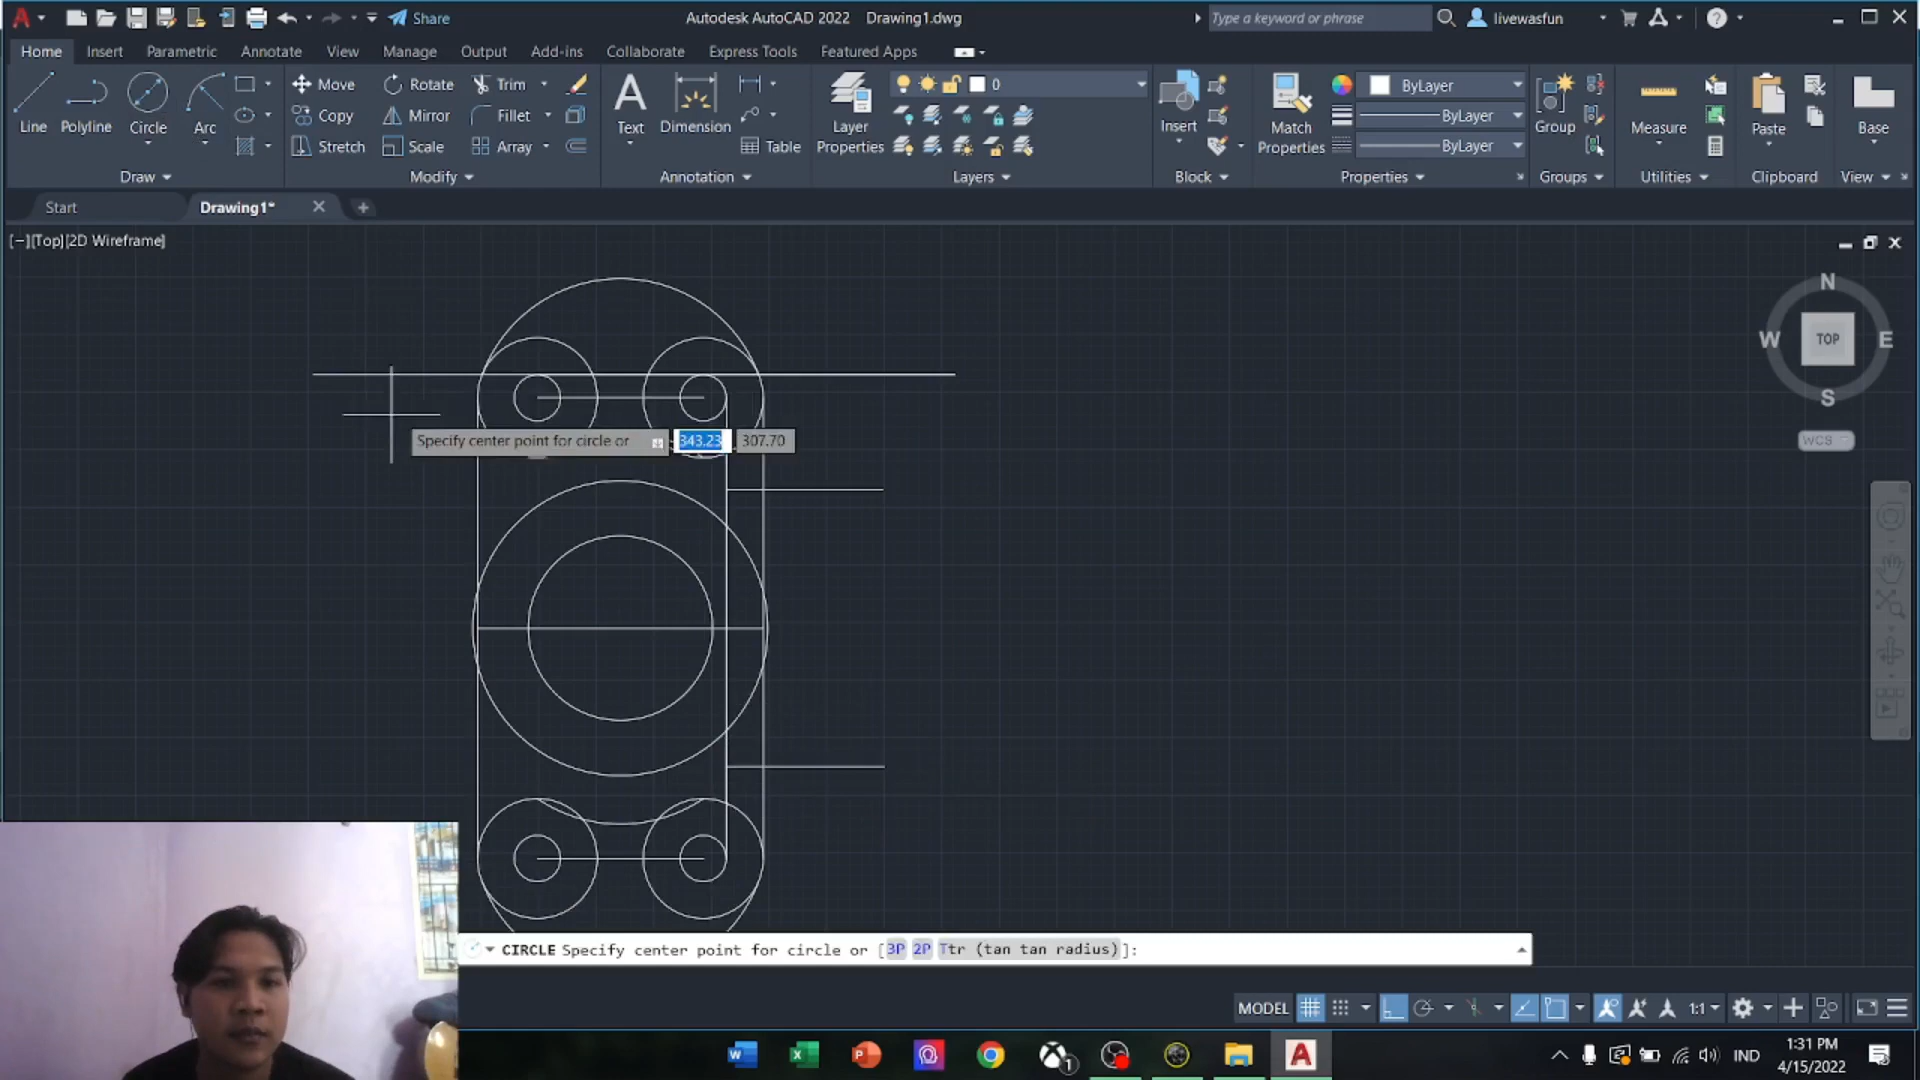 Share
Autodesk AutoCAD 2022 Drawing1.dwg
Type a keyword or phrase
livewasfun
Home Insert Parametric Annotate View Manage Output Add-ins Collaborate Express Tools Featured Apps
Line Polyline Circle Arc
Move Rotate Trim
Copy Mirror Fillet
Stretch Scale Array
Text Dimension Table
Layer Properties
0
Insert
Match Properties
ByLayer
ByLayer
ByLayer
Group
Measure
Paste
Base
Draw Modify Annotation Layers Block Properties Groups Utilities Clipboard View
Start Drawing1*
[−][Top][2D Wireframe]
N
W TOP E
S
WCS
Specify center point for circle or 343.23 307.70
CIRCLE Specify center point for circle or [3P 2P Ttr (tan tan radius)]:
MODEL 1:1
IND
1:31 PM
4/15/2022